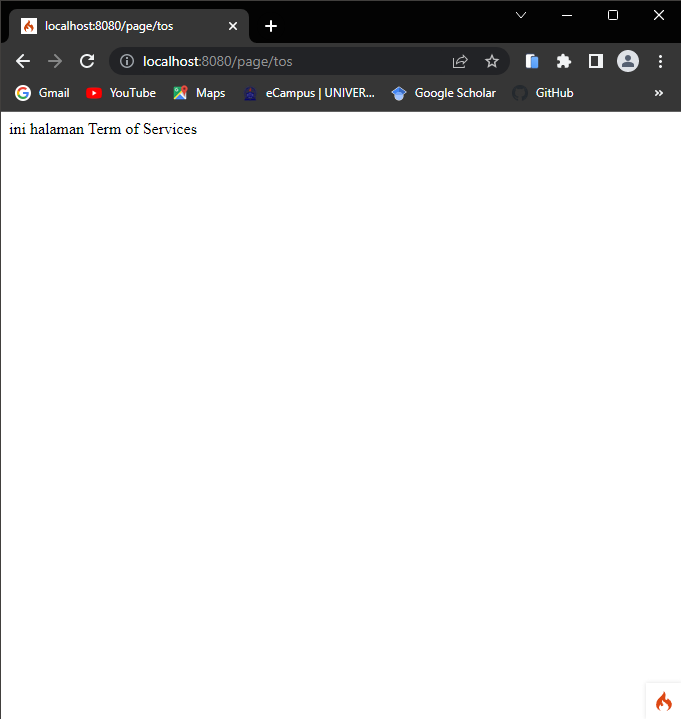 localhost:8080/page/tos
localhost:8080/page/tos
Gmail YouTube Maps eCampus | UNIVER... Google Scholar GitHub
ini halaman Term of Services